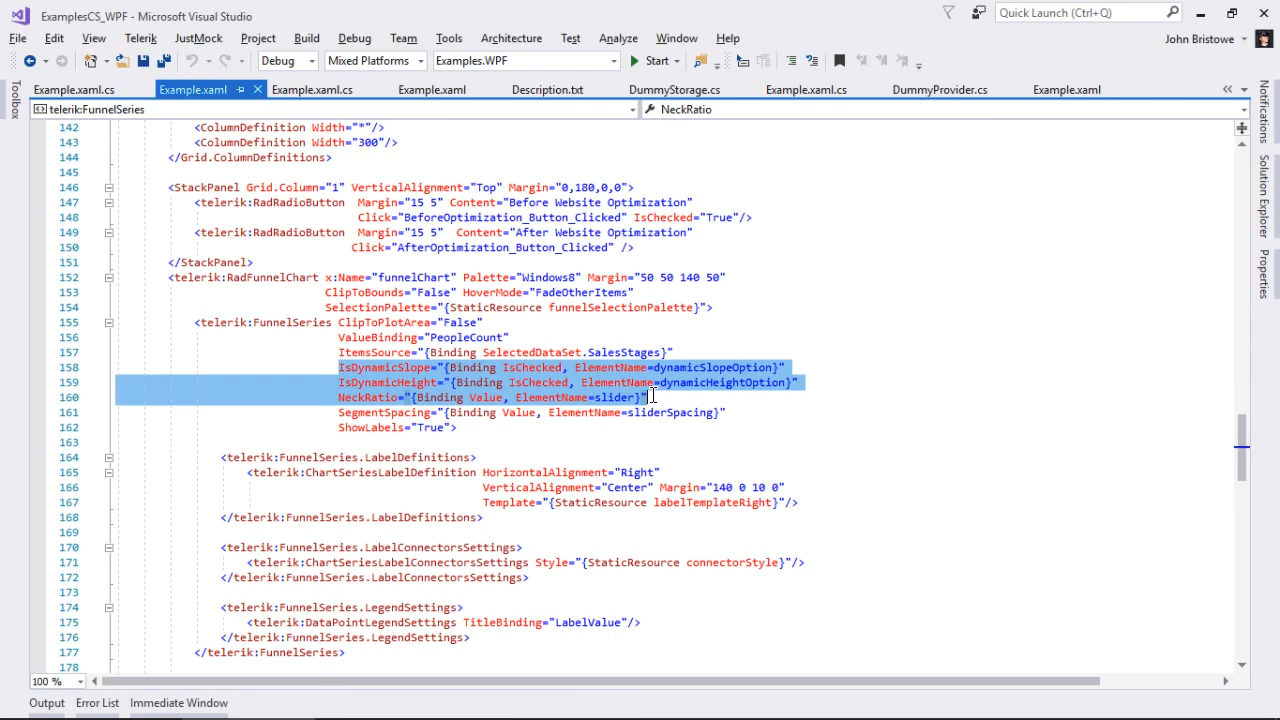 ExamplesCS_WPF - Microsoft Visual Studio
Quick Launch (Ctrl+Q)
File Edit View Telerik JustMock Project Build Debug Team Tools Architecture Test Analyze Window Help
John Bristowe
Debug Mixed Platforms Examples.WPF Start
Toolbox
Example.xaml.cs Example.xaml Example.xaml.cs Example.xaml Description.txt DummyStorage.cs Example.xaml.cs DummyProvider.cs Example.xaml
telerik:FunnelSeries NeckRatio
142 <ColumnDefinition Width="*"/>
143 <ColumnDefinition Width="300"/>
144 </Grid.ColumnDefinitions>
145
146 <StackPanel Grid.Column="1" VerticalAlignment="Top" Margin="0,180,0,0">
147 <telerik:RadRadioButton Margin="15 5" Content="Before Website Optimization"
148 Click="BeforeOptimization_Button_Clicked" IsChecked="True"/>
149 <telerik:RadRadioButton Margin="15 5" Content="After Website Optimization"
150 Click="AfterOptimization_Button_Clicked" />
151 </StackPanel>
152 <telerik:RadFunnelChart x:Name="funnelChart" Palette="Windows8" Margin="50 50 140 50"
153 ClipToBounds="False" HoverMode="FadeOtherItems"
154 SelectionPalette="{StaticResource funnelSelectionPalette}">
155 <telerik:FunnelSeries ClipToPlotArea="False"
156 ValueBinding="PeopleCount"
157 ItemsSource="{Binding SelectedDataSet.SalesStages}"
158 IsDynamicSlope="{Binding IsChecked, ElementName=dynamicSlopeOption}"
159 IsDynamicHeight="{Binding IsChecked, ElementName=dynamicHeightOption}"
160 NeckRatio="{Binding Value, ElementName=slider}"
161 SegmentSpacing="{Binding Value, ElementName=sliderSpacing}"
162 ShowLabels="True">
163
164 <telerik:FunnelSeries.LabelDefinitions>
165 <telerik:ChartSeriesLabelDefinition HorizontalAlignment="Right"
166 VerticalAlignment="Center" Margin="140 0 10 0"
167 Template="{StaticResource labelTemplateRight}"/>
168 </telerik:FunnelSeries.LabelDefinitions>
169
170 <telerik:FunnelSeries.LabelConnectorsSettings>
171 <telerik:ChartSeriesLabelConnectorsSettings Style="{StaticResource connectorStyle}"/>
172 </telerik:FunnelSeries.LabelConnectorsSettings>
173
174 <telerik:FunnelSeries.LegendSettings>
175 <telerik:DataPointLegendSettings TitleBinding="LabelValue"/>
176 </telerik:FunnelSeries.LegendSettings>
177 </telerik:FunnelSeries>
178
Notifications
Solution Explorer
Properties
100 %
Output Error List Immediate Window